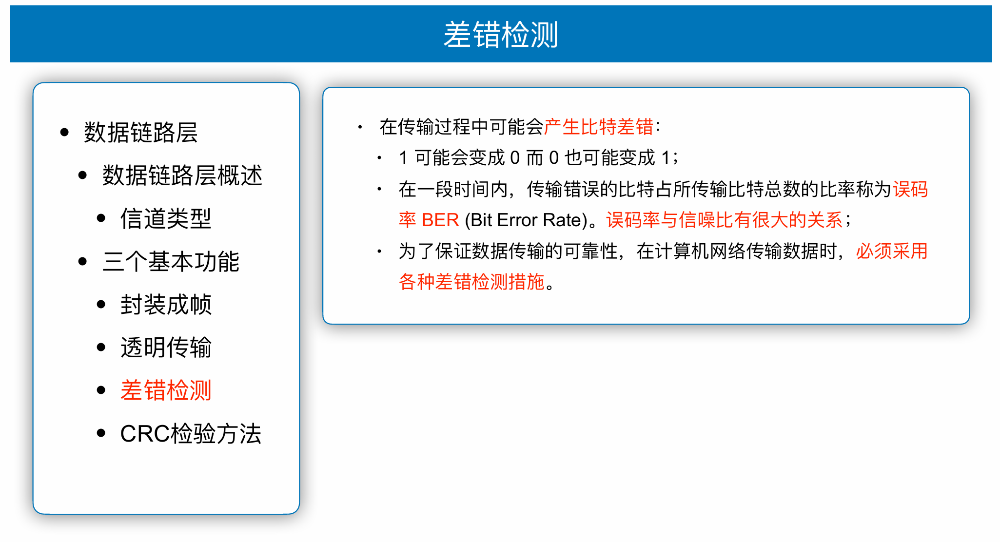 差错检测
• 数据链路层
• 数据链路层概述
• 信道类型
• 三个基本功能
• 封装成帧
• 透明传输
• 差错检测
• CRC检验方法
• 在传输过程中可能会产生比特差错：
• 1 可能会变成 0 而 0 也可能变成 1；
• 在一段时间内，传输错误的比特占所传输比特总数的比率称为误码
率 BER (Bit Error Rate)。误码率与信噪比有很大的关系；
• 为了保证数据传输的可靠性，在计算机网络传输数据时，必须采用
各种差错检测措施。